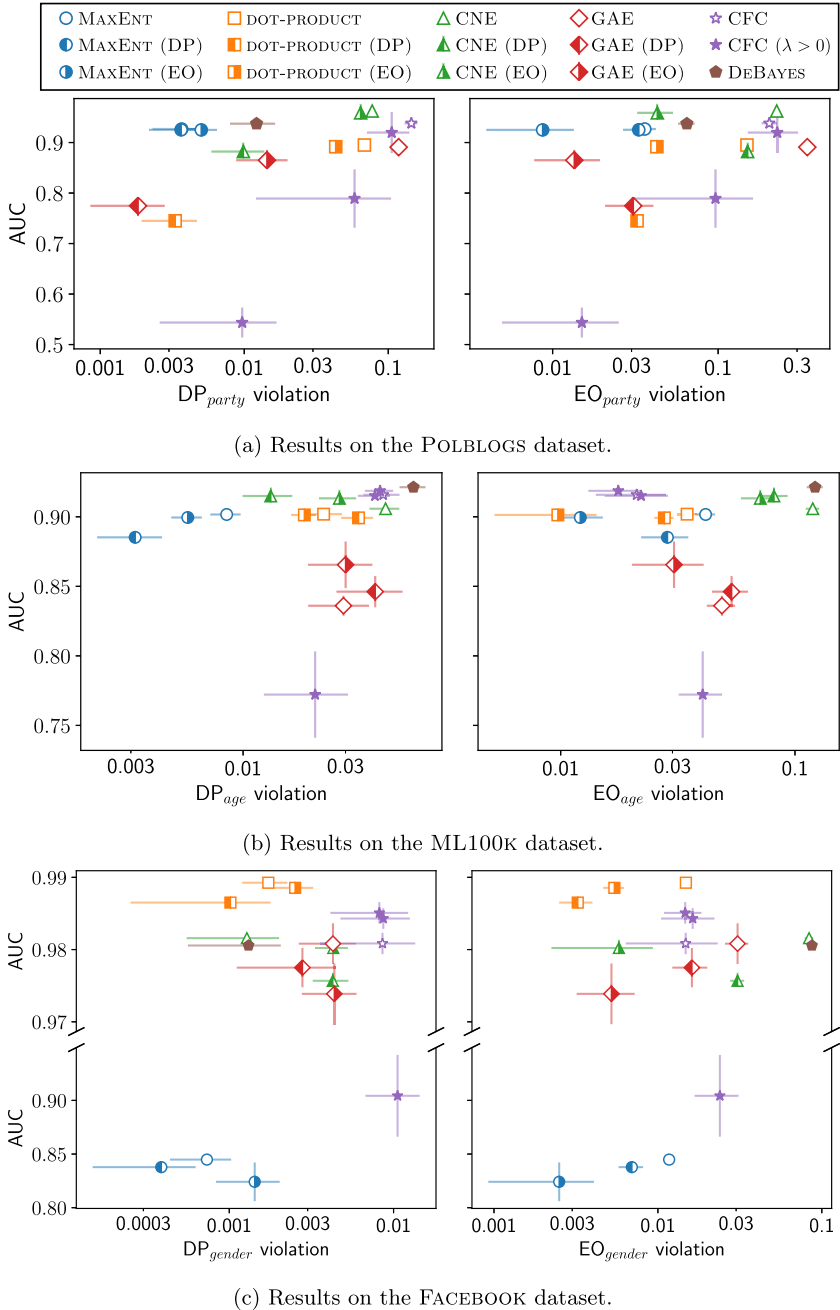 MaxEnt dot-product CNE GAE CFC
MaxEnt (DP) dot-product (DP) CNE (DP) GAE (DP) CFC (λ > 0)
MaxEnt (EO) dot-product (EO) CNE (EO) GAE (EO) DeBayes
AUC
0.9
0.8
0.7
0.6
0.5
0.001 0.003 0.01 0.03 0.1
DP_party violation
0.01 0.03 0.1 0.3
EO_party violation
(a) Results on the Polblogs dataset.
AUC
0.90
0.85
0.80
0.75
0.003 0.01 0.03
DP_age violation
0.01 0.03 0.1
EO_age violation
(b) Results on the ML100k dataset.
AUC
0.99
0.98
0.97
AUC
0.90
0.85
0.80
0.0003 0.001 0.003 0.01
DP_gender violation
0.001 0.003 0.01 0.03 0.1
EO_gender violation
(c) Results on the Facebook dataset.